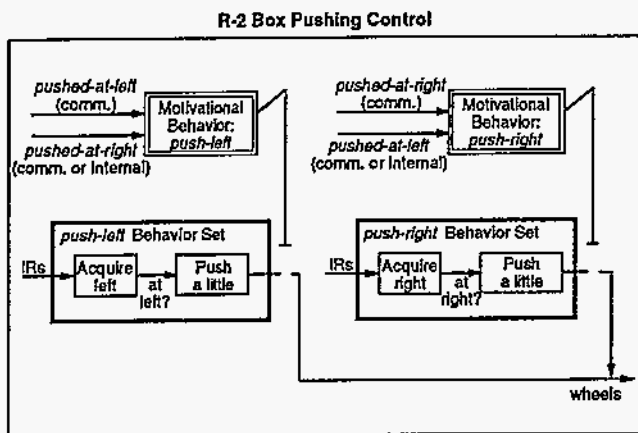 R-2 Box Pushing Control
pushed-at-left
(comm.)
pushed-at-right
(comm. or Internal)
Motivational
Behavior:
push-left
pushed-at-right
(comm.)
pushed-at-left
(comm. or Internal)
Motivational
Behavior:
push-right
push-left Behavior Set
IRs
Acquire
left
at
left?
Push
a little
push-right Behavior Set
IRs
Acquire
right
at
right?
Push
a little
wheels